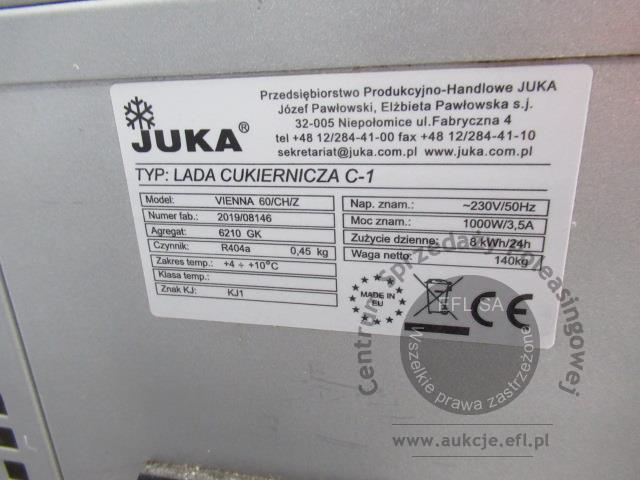 Przedsiębiorstwo Produkcyjno-Handlowe JUKA
Józef Pawłowski, Elżbieta Pawłowska s.j.
32-005 Niepołomice ul.Fabryczna 4
tel +48 12/284-41-00 fax +48 12/284-41-10
sekretariat@juka.com.pl www.juka.com.pl
JUKA®
TYP: LADA CUKIERNICZA C-1
Model: VIENNA 60/CH/Z
Numer fab.: 2019/08146
Agregat: 6210 GK
Czynnik: R404a 0,45 kg
Zakres temp.: +4 ÷ +10°C
Klasa temp.:
Znak KJ: KJ1
Nap. znam.: ~230V/50Hz
Moc znam.: 1000W/3,5A
Zużycie dzienne: 8 kWh/24h
Waga netto: 140kg
MADE IN
EU
CE
Centrum Sprzedaży Poleasingowej
EFL SA
Wszelkie prawa zastrzeżone
www.aukcje.efl.pl